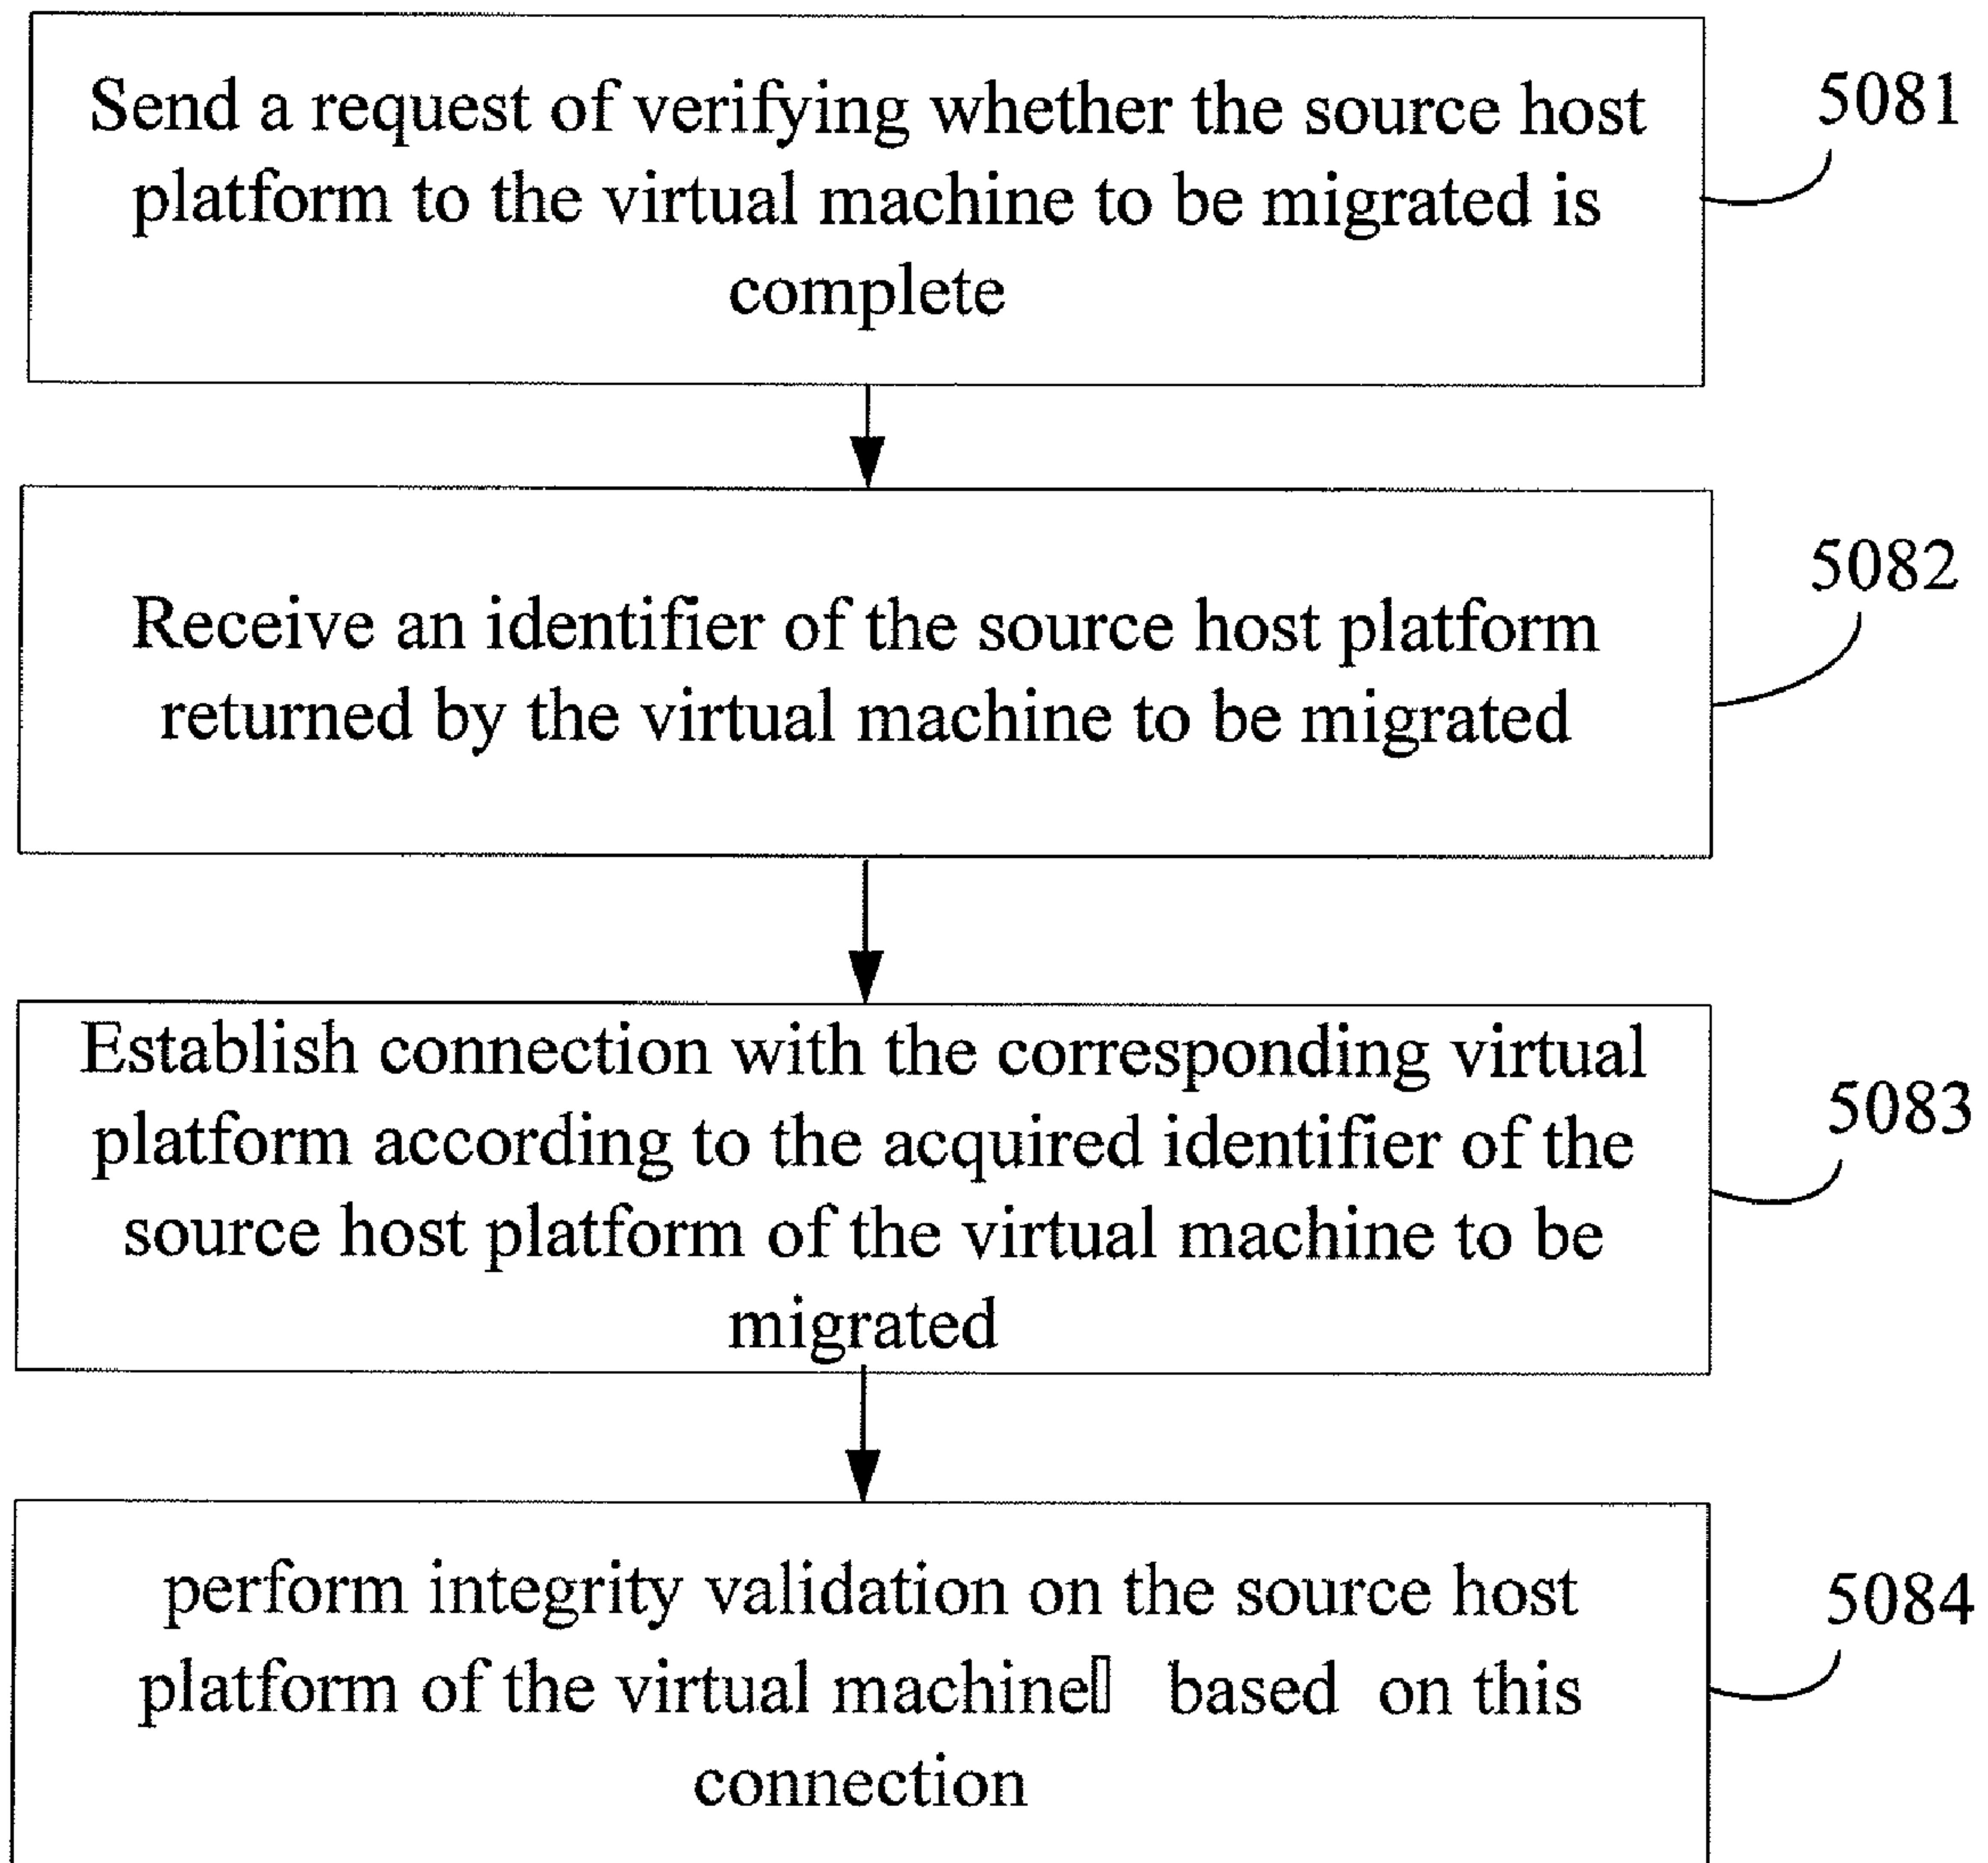 Send a request of verifying whether the source host
platform to the virtual machine to be migrated is
complete
5081
Receive an identifier of the source host platform
returned by the virtual machine to be migrated
5082
Establish connection with the corresponding virtual
platform according to the acquired identifier of the
source host platform of the virtual machine to be
migrated
5083
perform integrity validation on the source host
platform of the virtual machine▯ based on this
connection
5084